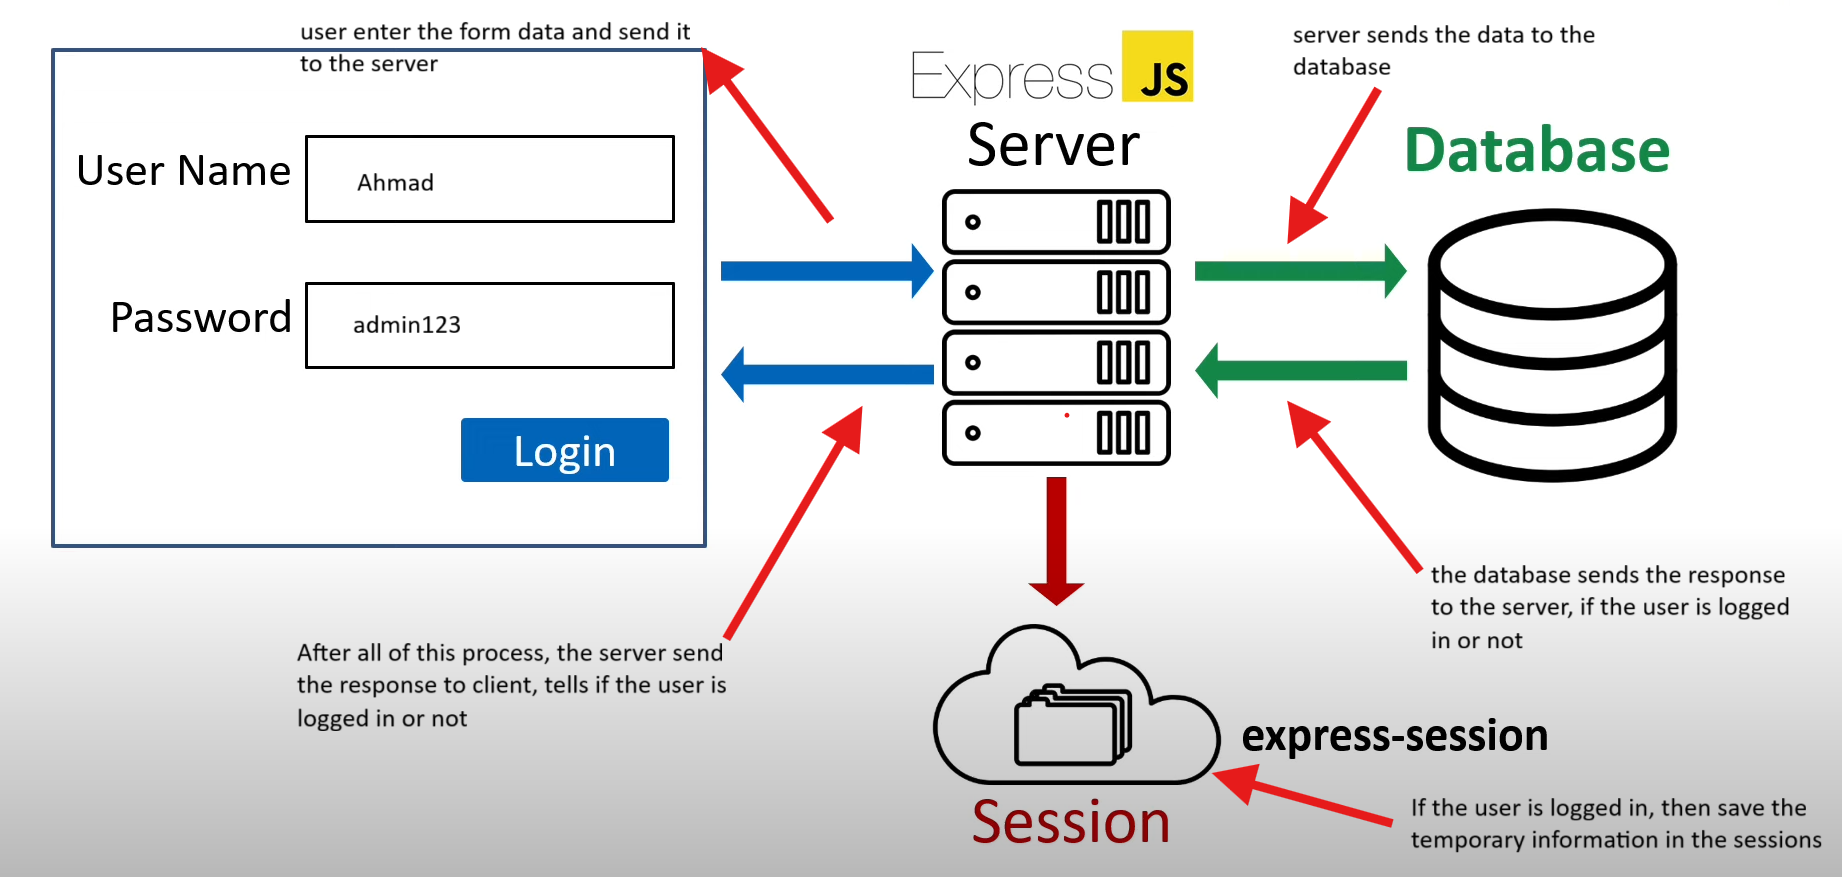 user enter the form data and send it
to the server
User Name
Ahmad
Password
admin123
Login
Express JS
Server
server sends the data to the
database
Database
the database sends the response
to the server, if the user is logged
in or not
After all of this process, the server send
the response to client, tells if the user is
logged in or not
express-session
Session
If the user is logged in, then save the
temporary information in the sessions